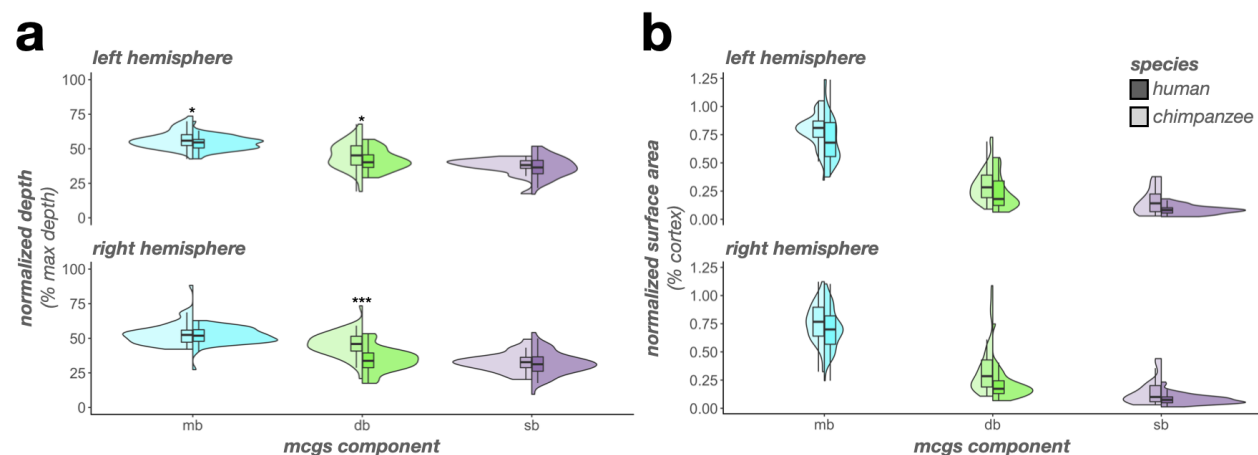 a
left hemisphere
100
75
50
25
0
*
*
right hemisphere
100
75
50
25
0
***
normalized depth
(% max depth)
mb
db
sb
mcgs component
b
left hemisphere
1.25
1.00
0.75
0.50
0.25
0.00
species
human
chimpanzee
right hemisphere
1.25
1.00
0.75
0.50
0.25
0.00
normalized surface area
(% cortex)
mb
db
sb
mcgs component